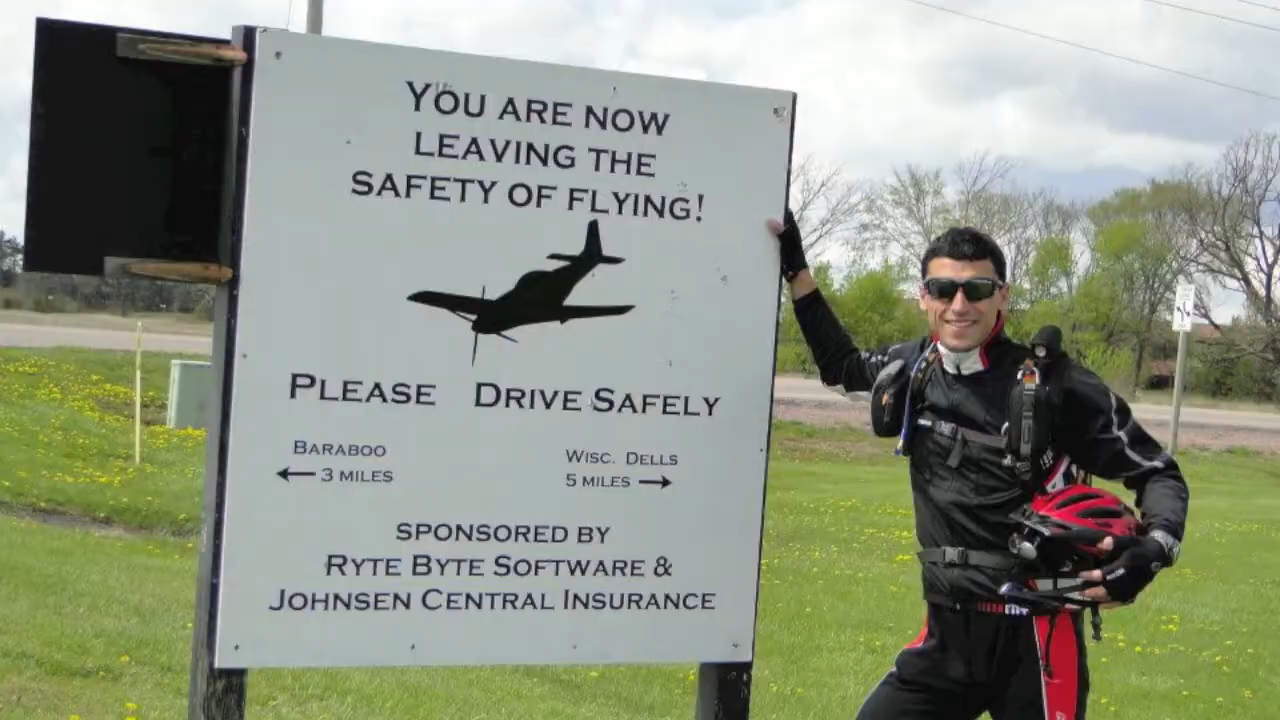 YOU ARE NOW
LEAVING THE
SAFETY OF FLYING!
PLEASE DRIVE SAFELY
BARABOO
← 3 MILES
WISC. DELLS
5 MILES →
SPONSORED BY
RYTE BYTE SOFTWARE &
JOHNSEN CENTRAL INSURANCE